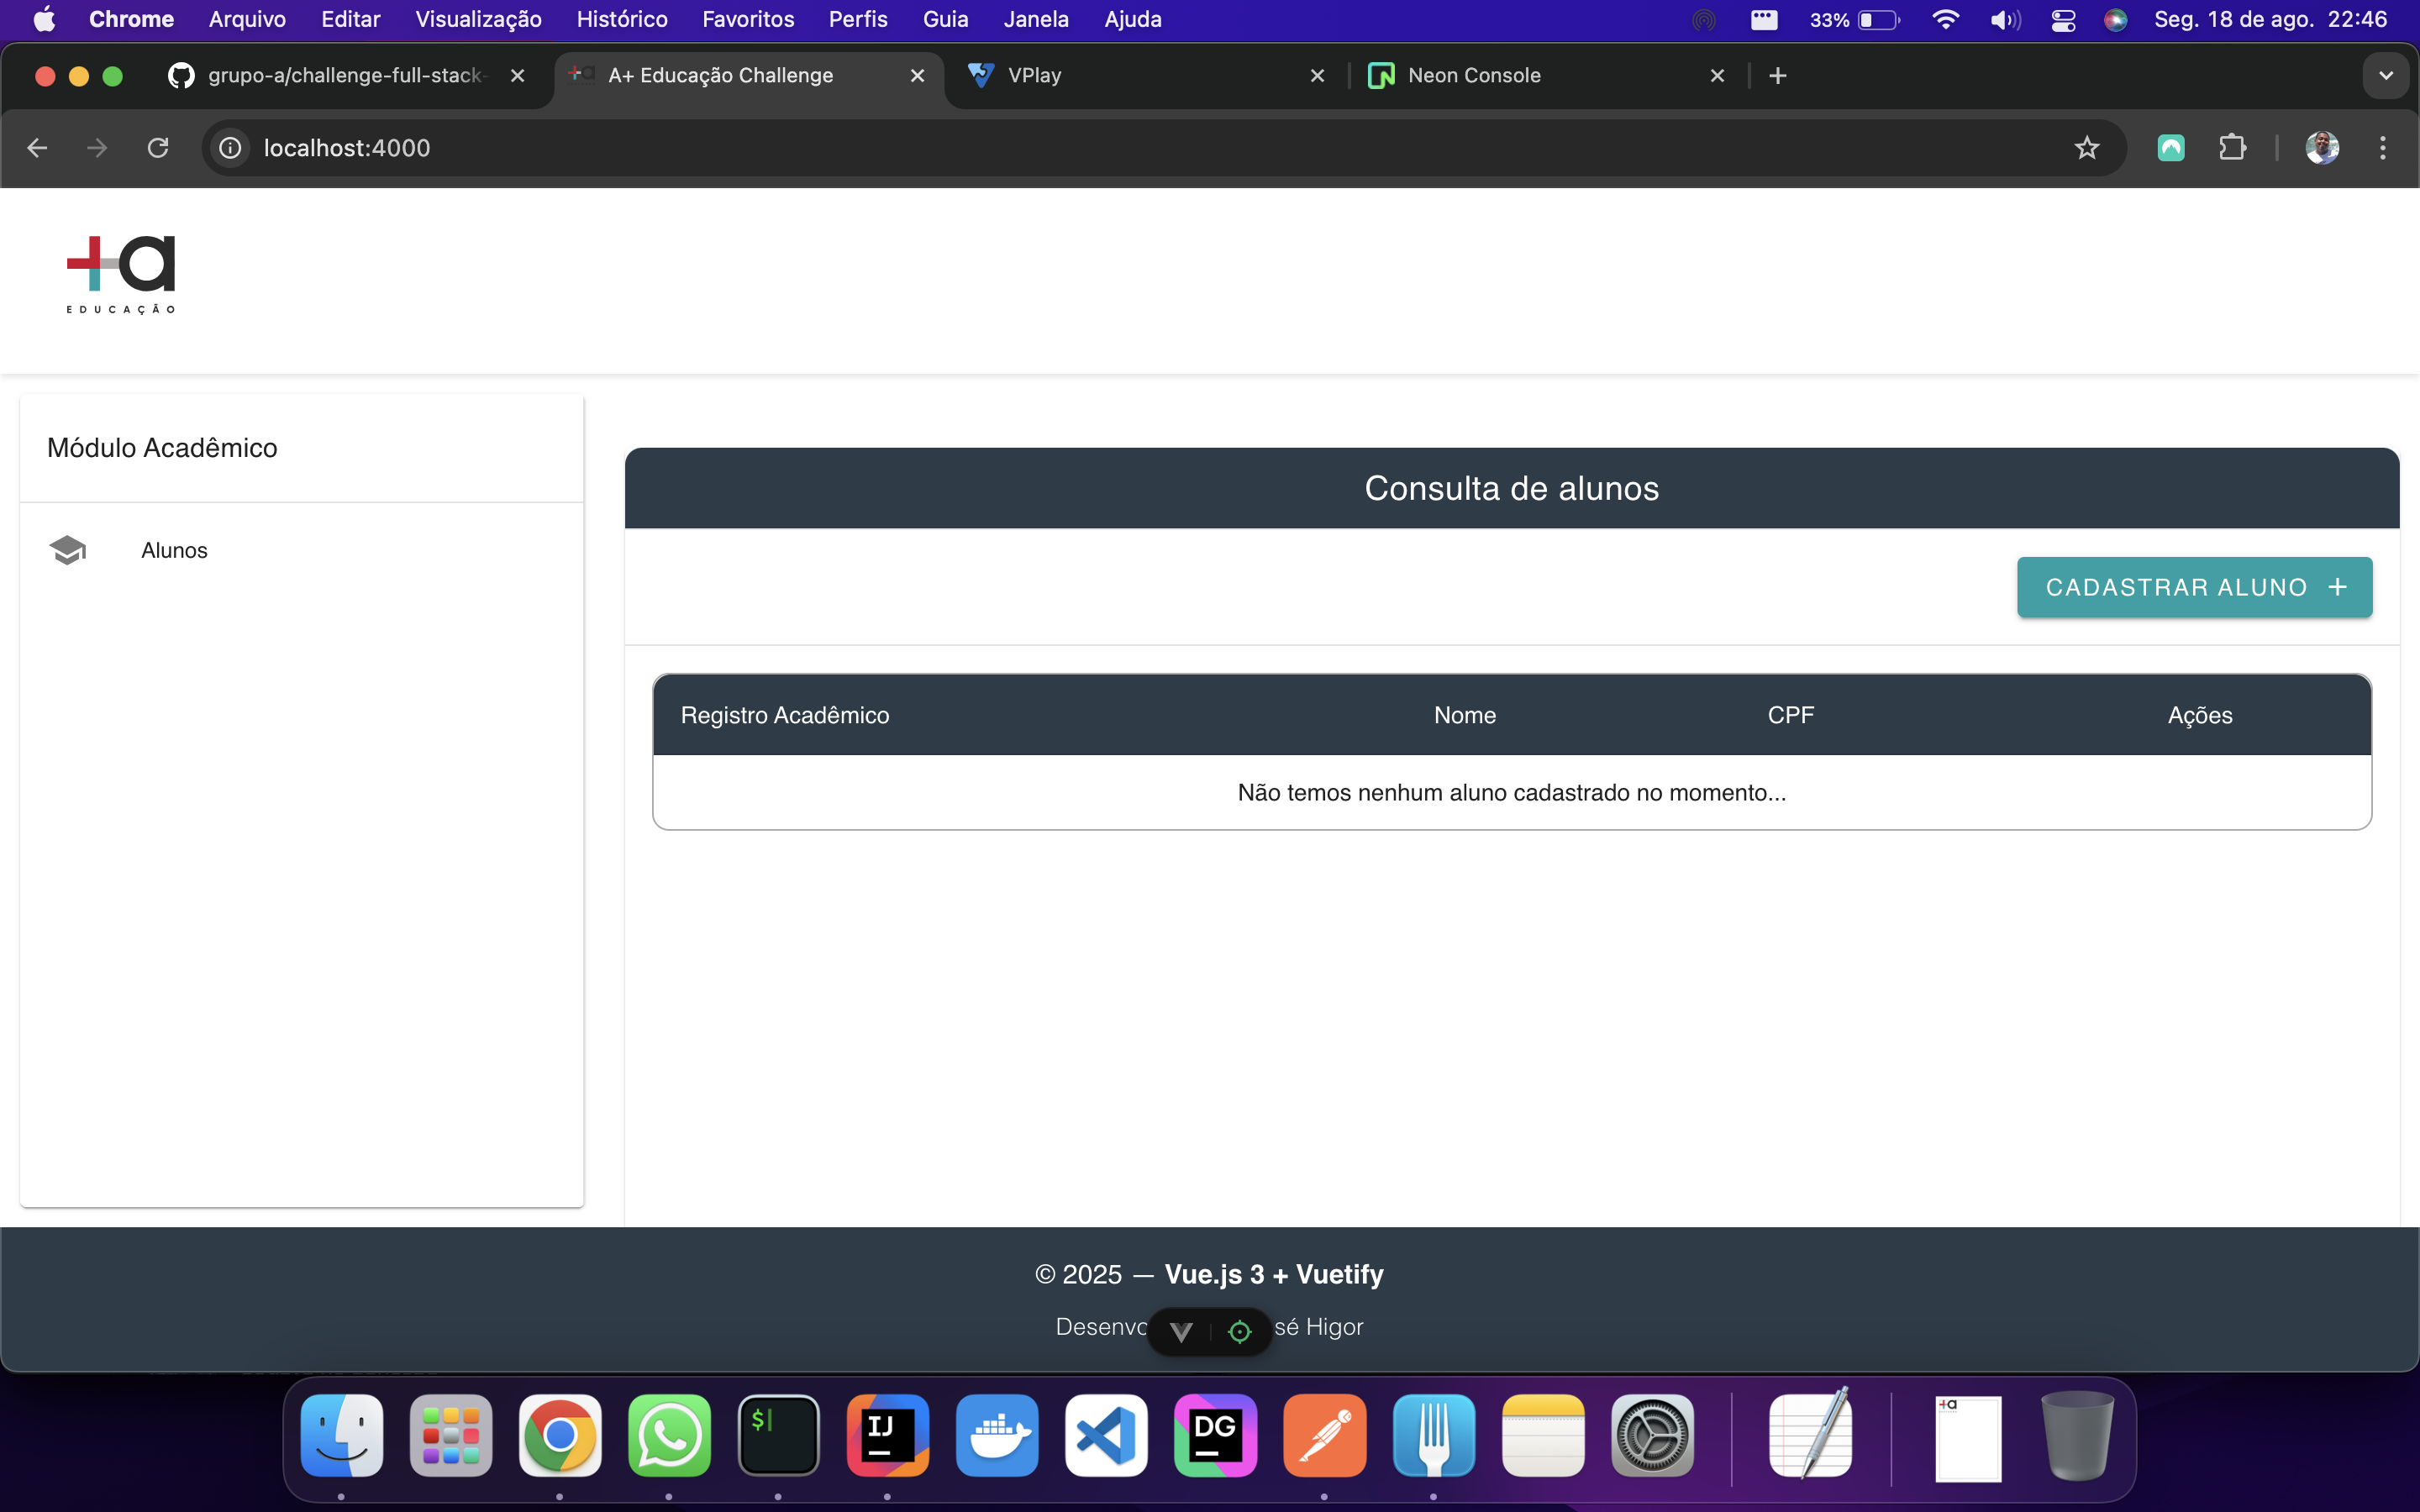 Chrome Arquivo Editar Visualização Histórico Favoritos Perfis Guia Janela Ajuda 33% Seg. 18 de ago. 22:46
grupo-a/challenge-full-stack- A+ Educação Challenge VPlay Neon Console
localhost:4000
+a
EDUCAÇÃO
Módulo Acadêmico
Alunos
Consulta de alunos
CADASTRAR ALUNO +
Registro Acadêmico Nome CPF Ações
Não temos nenhum aluno cadastrado no momento...
© 2025 — Vue.js 3 + Vuetify
Desenvo sé Higor
$
IJ
DG
+a